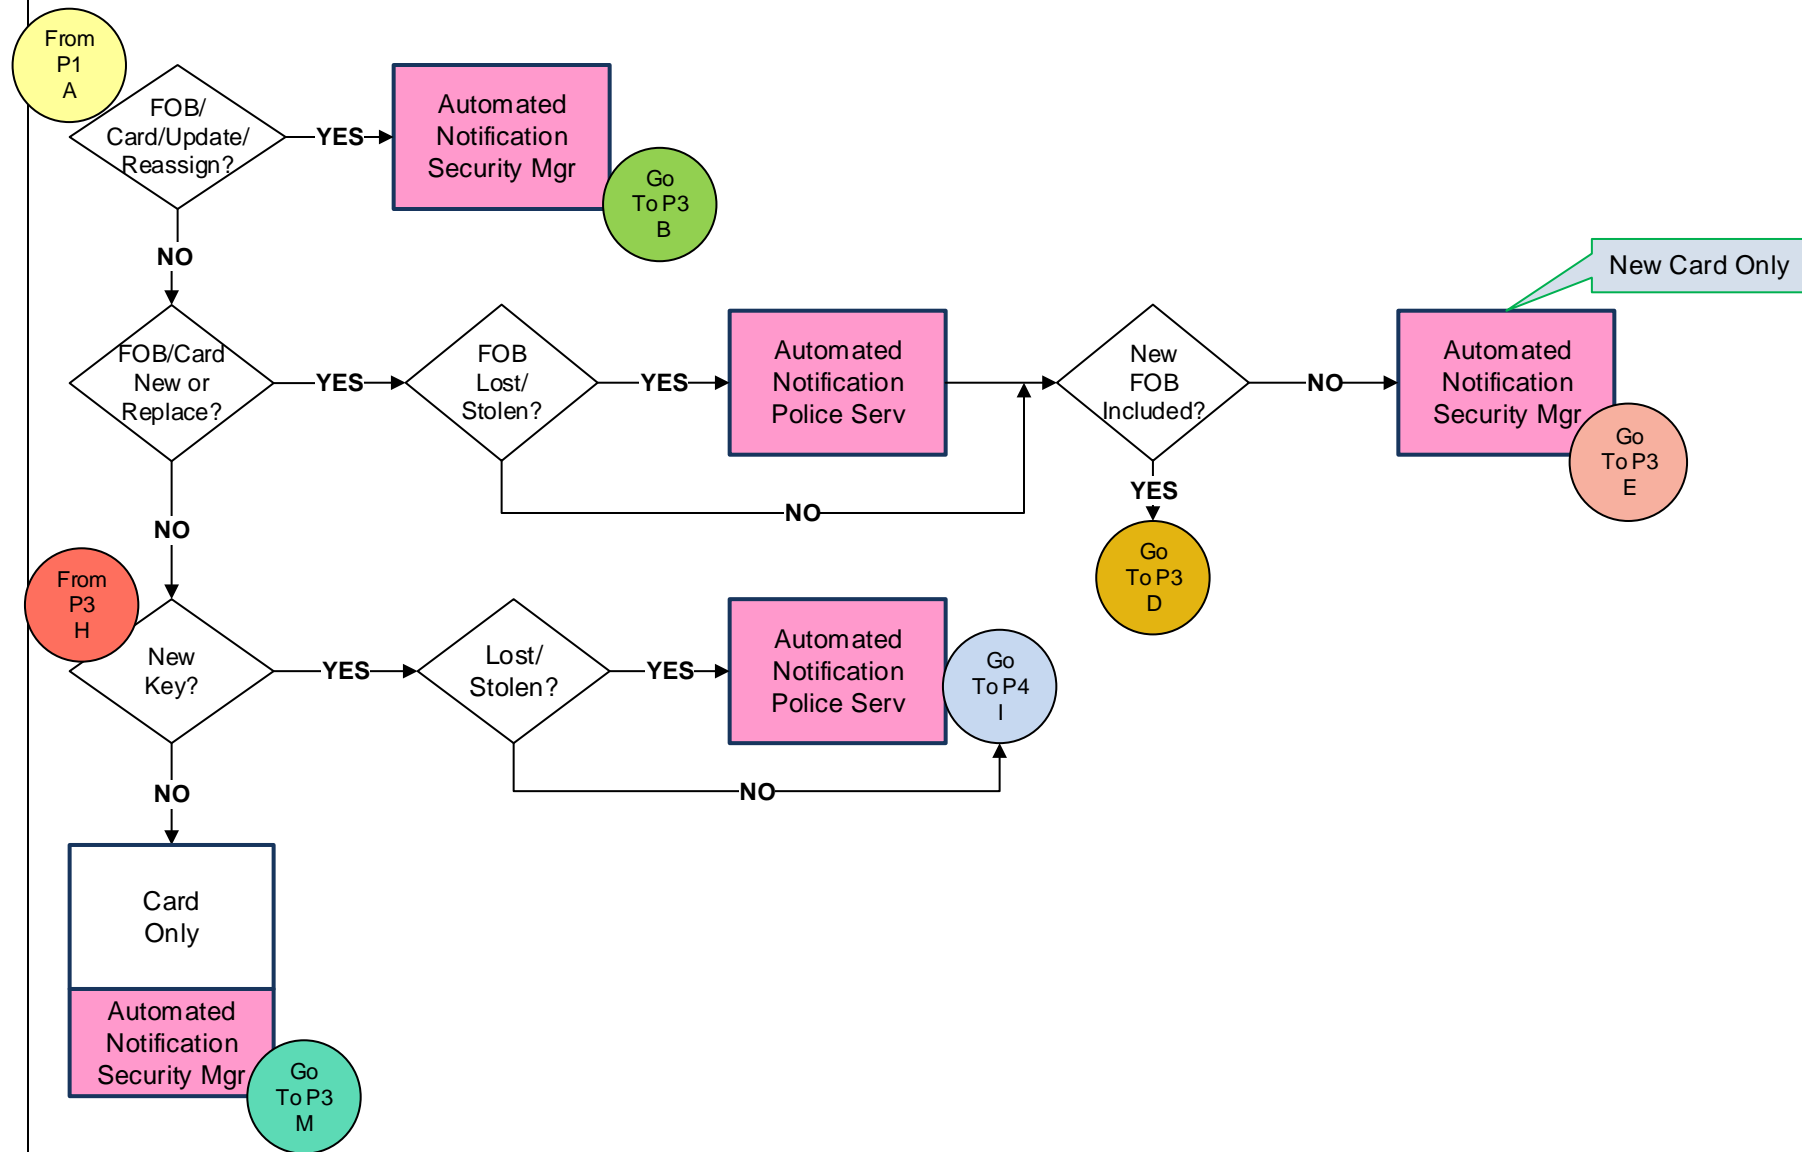 From
P1
A
FOB/
Card/Update/
Reassign?
YES
Automated
Notification
Security Mgr
Go
To P3
B
NO
FOB/Card
New or
Replace?
YES
FOB
Lost/
Stolen?
YES
Automated
Notification
Police Serv
New
FOB
Included?
NO
New Card Only
Automated
Notification
Security Mgr
Go
To P3
E
NO
YES
Go
To P3
D
NO
From
P3
H
New
Key?
YES
Lost/
Stolen?
YES
Automated
Notification
Police Serv
Go
To P4
I
NO
NO
Card
Only
Automated
Notification
Security Mgr
Go
To P3
M